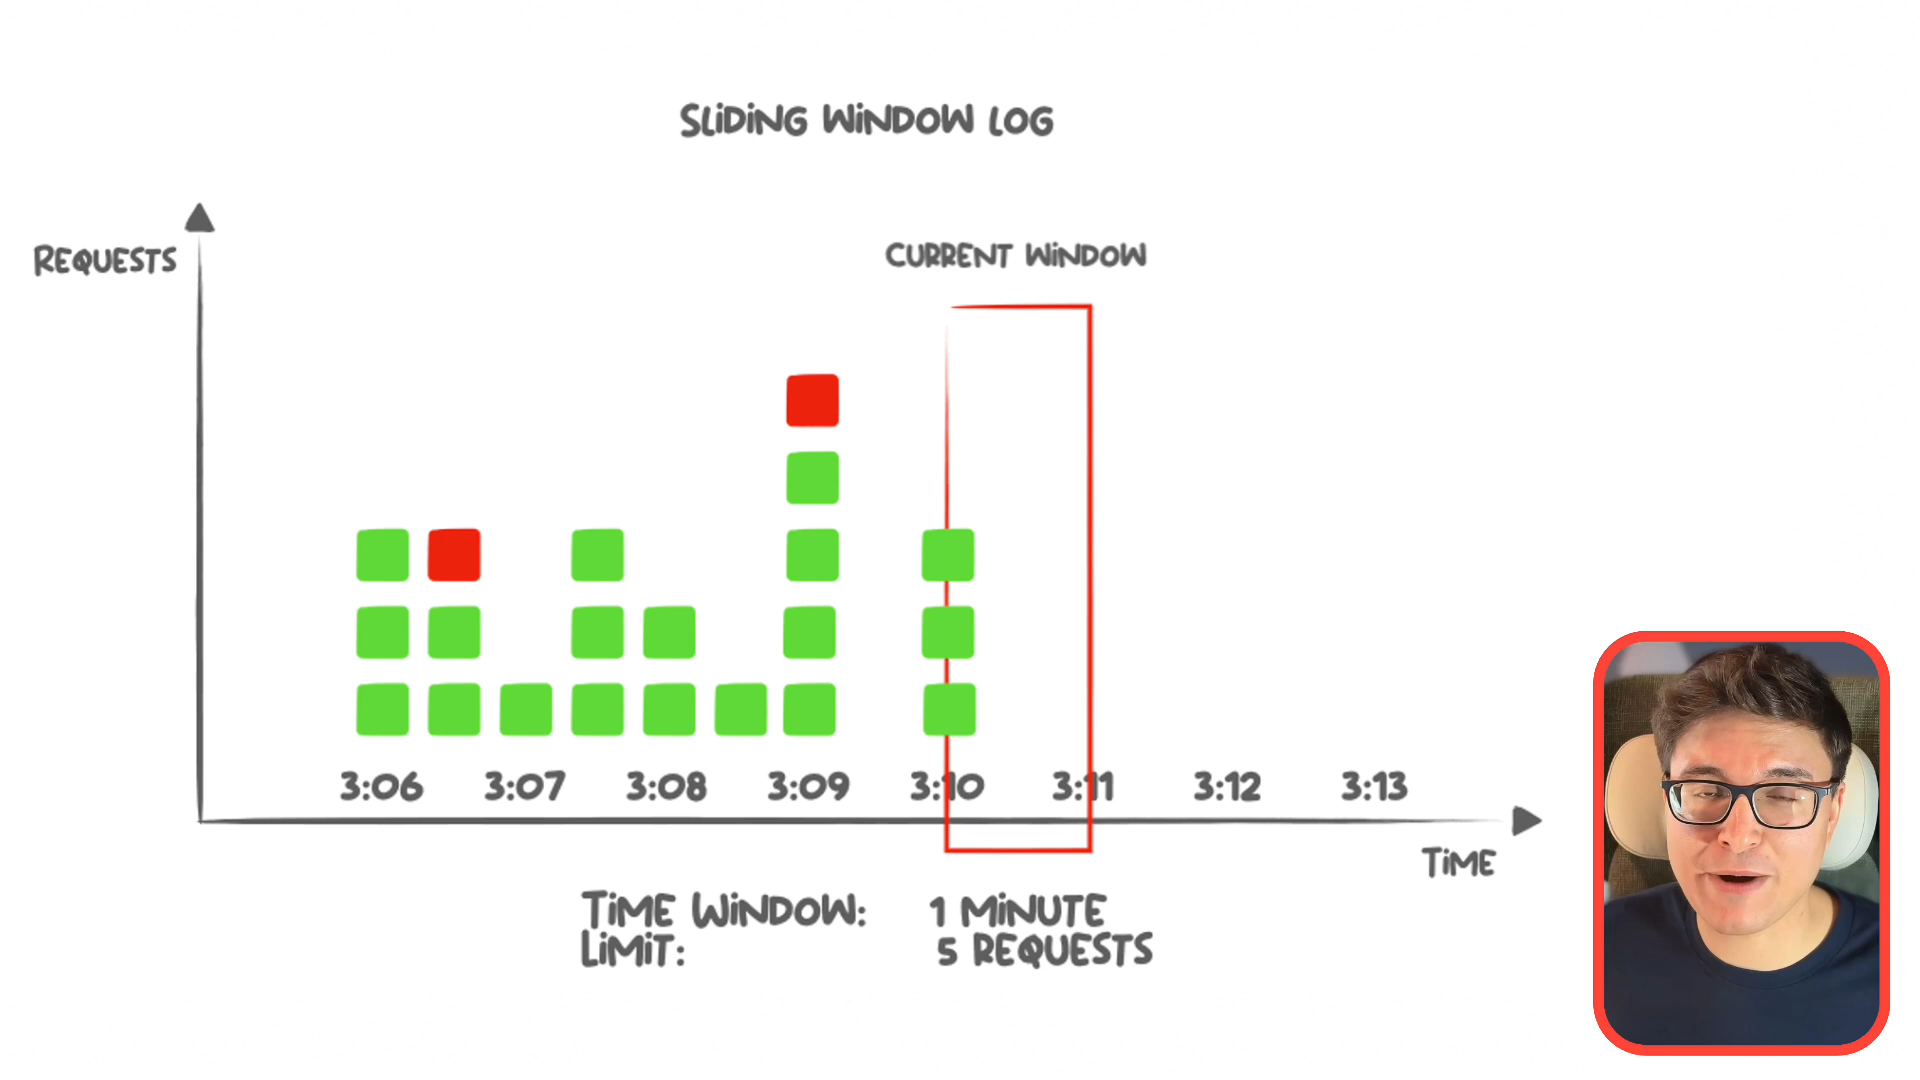 SLIDING WINDOW LOG
REQUESTS
CURRENT WINDOW
3:06 3:07 3:08 3:09 3:10 3:11 3:12 3:13
TIME
TIME WINDOW: 1 MINUTE
LIMIT: 5 REQUESTS